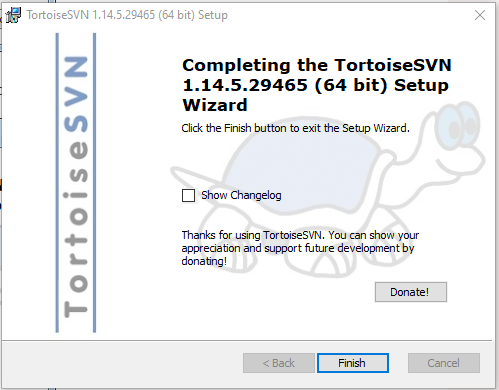 TortoiseSVN 1.14.5.29465 (64 bit) Setup
TortoiseSVN
Completing the TortoiseSVN
1.14.5.29465 (64 bit) Setup
Wizard
Click the Finish button to exit the Setup Wizard.
Show Changelog
Thanks for using TortoiseSVN. You can show your
appreciation and support future development by
donating!
Donate!
< Back
Finish
Cancel